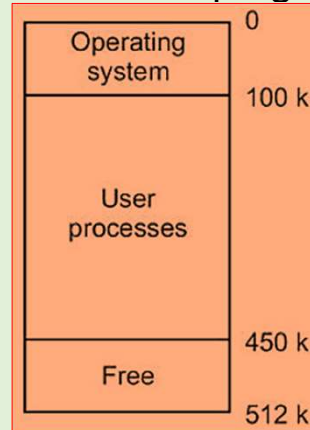 0
Operating
system
100 k
User
processes
450 k
Free
512 k